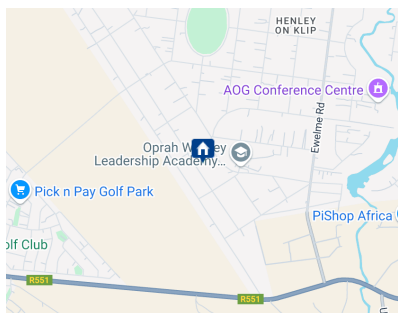 HENLEY
ON KLIP
AOG Conference Centre
Ewelme Rd
Oprah W
ey
Leadership Academy...
Pick n Pay Golf Park
PiShop Africa
olf Club
R551
R551